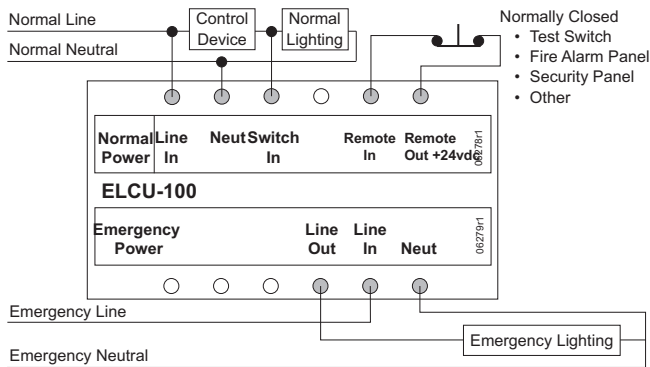 Normal Line
Control Device
Normal Lighting
Normally Closed
• Test Switch
• Fire Alarm Panel
• Security Panel
• Other
Normal Neutral
Normal Power
Line In
Neut
Switch In
Remote In
Remote Out +24vdc
06278r1
ELCU-100
Emergency Power
Line Out
Line In
Neut
06279r1
Emergency Line
Emergency Lighting
Emergency Neutral